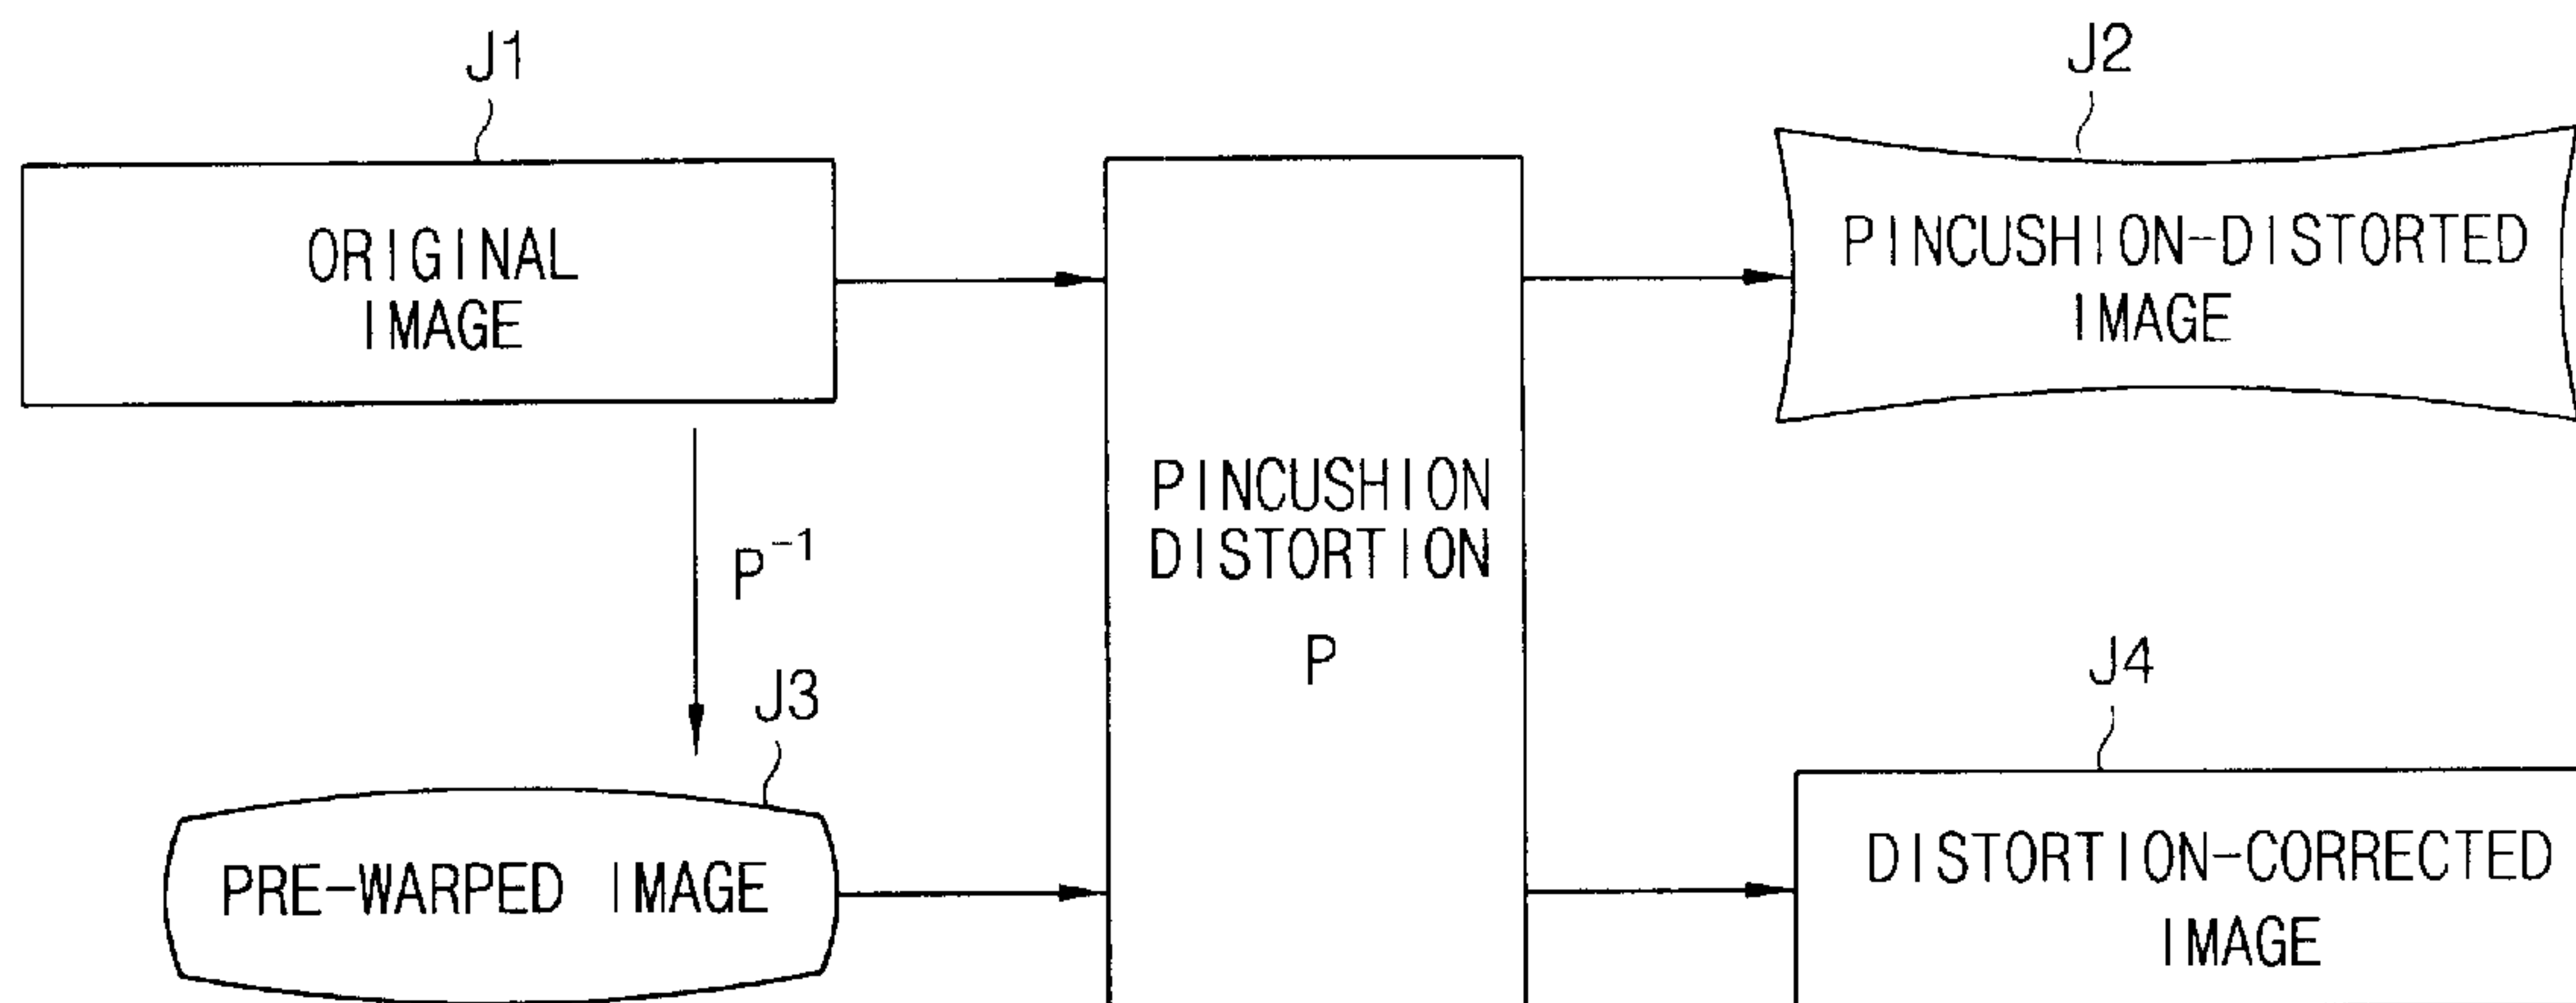 J1
J2
ORIGINAL
IMAGE
PINCUSHION-DISTORTED
IMAGE
PINCUSHION
DISTORTION
P
P⁻¹
J3
J4
PRE-WARPED IMAGE
DISTORTION-CORRECTED
IMAGE